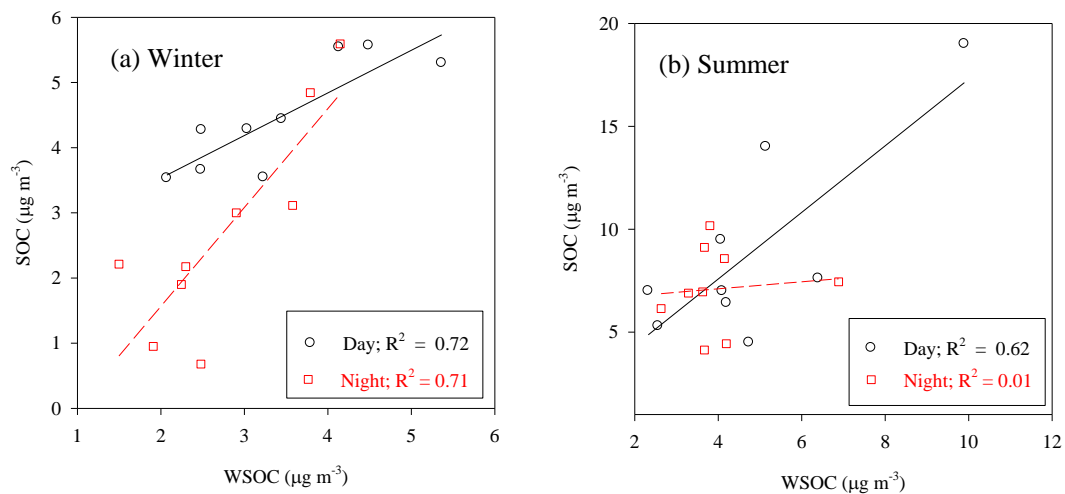 (a) Winter
SOC (μg m-3)
6
5
4
3
2
1
0
1 2 3 4 5 6
WSOC (μg m-3)
Day; R2 = 0.72
Night; R2 = 0.71
(b) Summer
SOC (μg m-3)
20
15
10
5
2 4 6 8 10 12
WSOC (μg m-3)
Day; R2 = 0.62
Night; R2 = 0.01